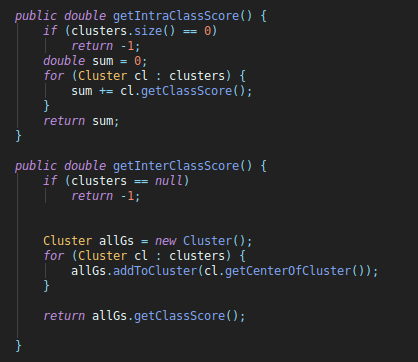 public double getIntraClassScore() {
    if (clusters.size() == 0)
        return -1;
    double sum = 0;
    for (Cluster cl : clusters) {
        sum += cl.getClassScore();
    }
    return sum;
}

public double getInterClassScore() {
    if (clusters == null)
        return -1;


    Cluster allGs = new Cluster();
    for (Cluster cl : clusters) {
        allGs.addToCluster(cl.getCenterOfCluster());
    }

    return allGs.getClassScore();

}